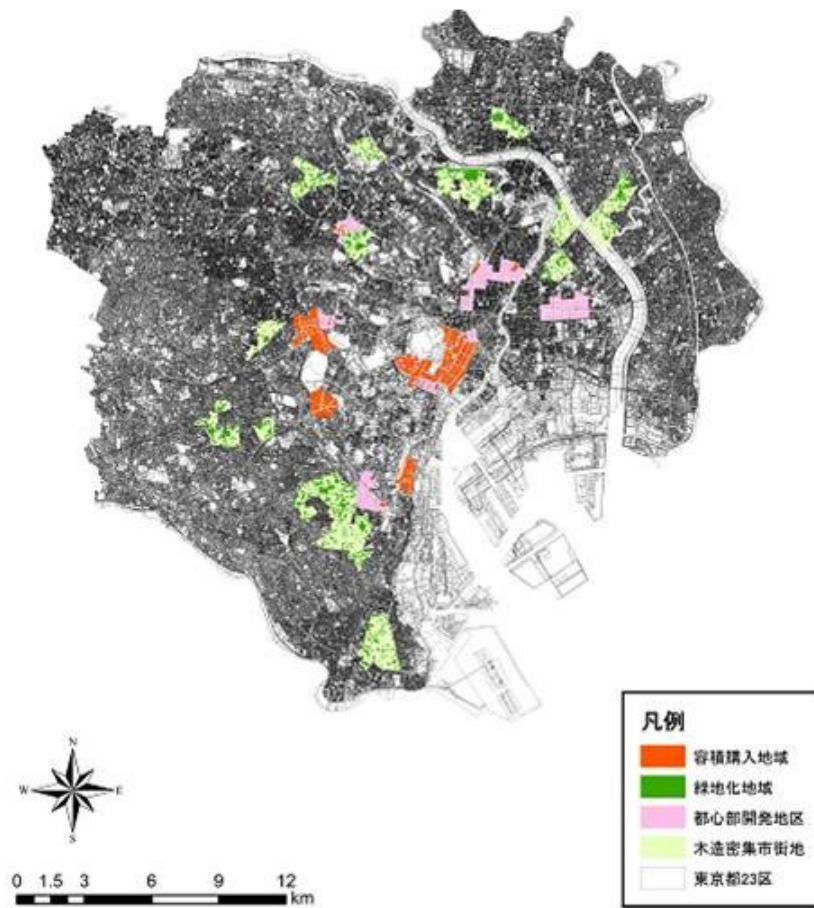 凡例
容積購入地域
緑地化地域
都心部開発地区
木造密集市街地
東京都23区
N
W E
S
0 1.5 3 6 9 12
km